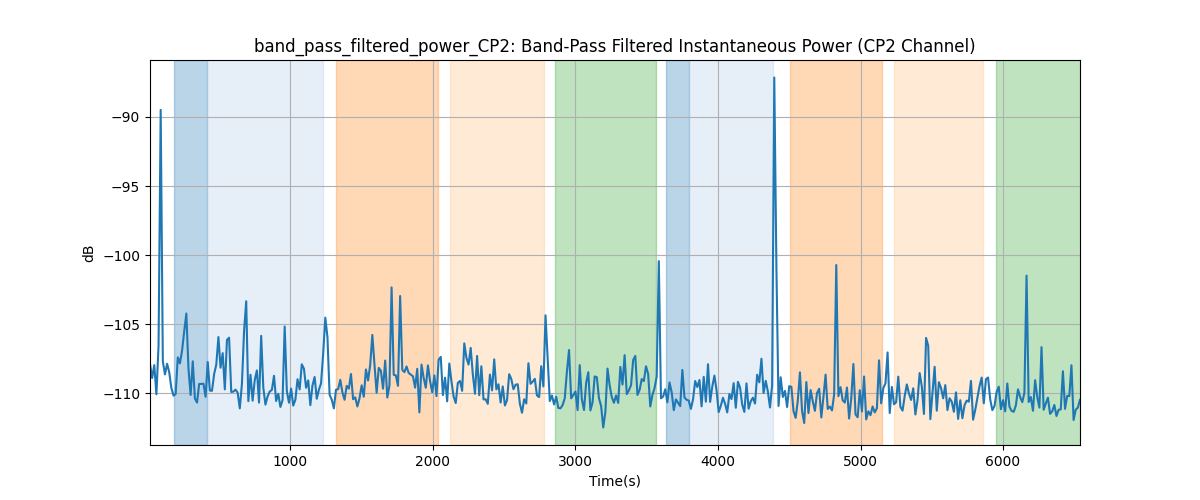 band_pass_filtered_power_CP2: Band-Pass Filtered Instantaneous Power (CP2 Channel)
−90
−95
−100
−105
−110
dB
1000 2000 3000 4000 5000 6000
Time(s)